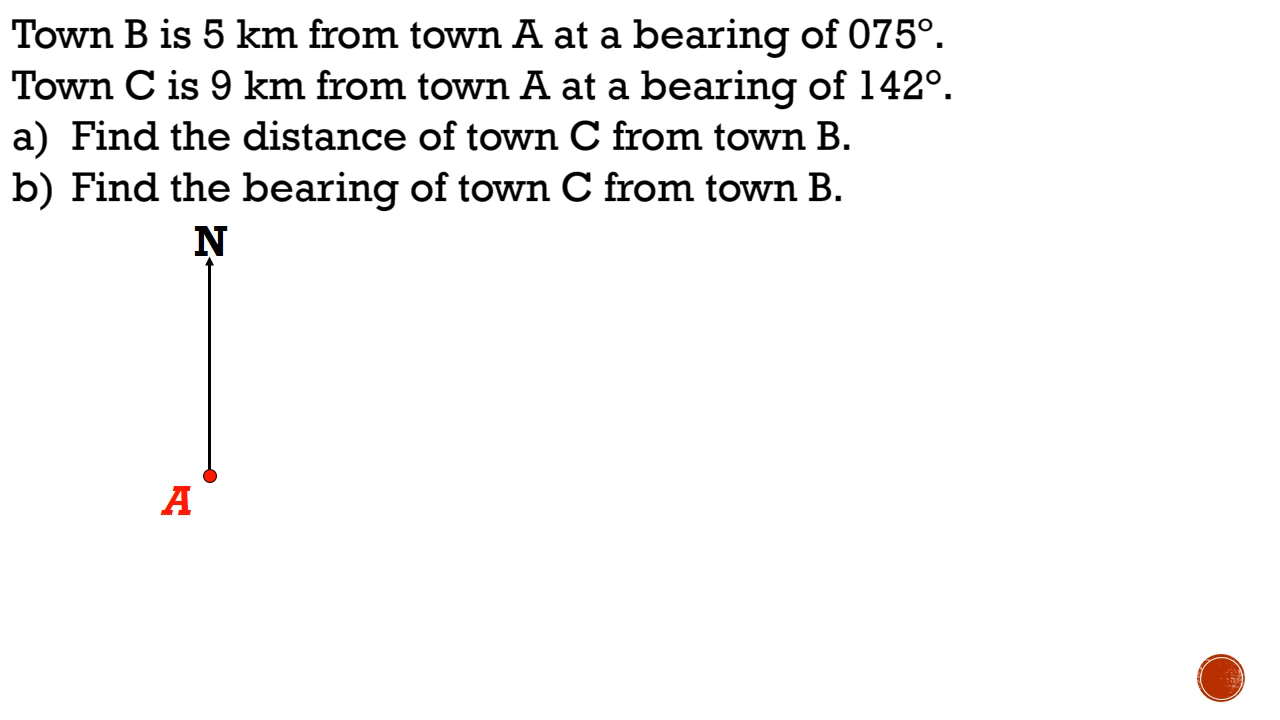 Town B is 5 km from town A at a bearing of 075°.
Town C is 9 km from town A at a bearing of 142°.
a) Find the distance of town C from town B.
b) Find the bearing of town C from town B.
N
A